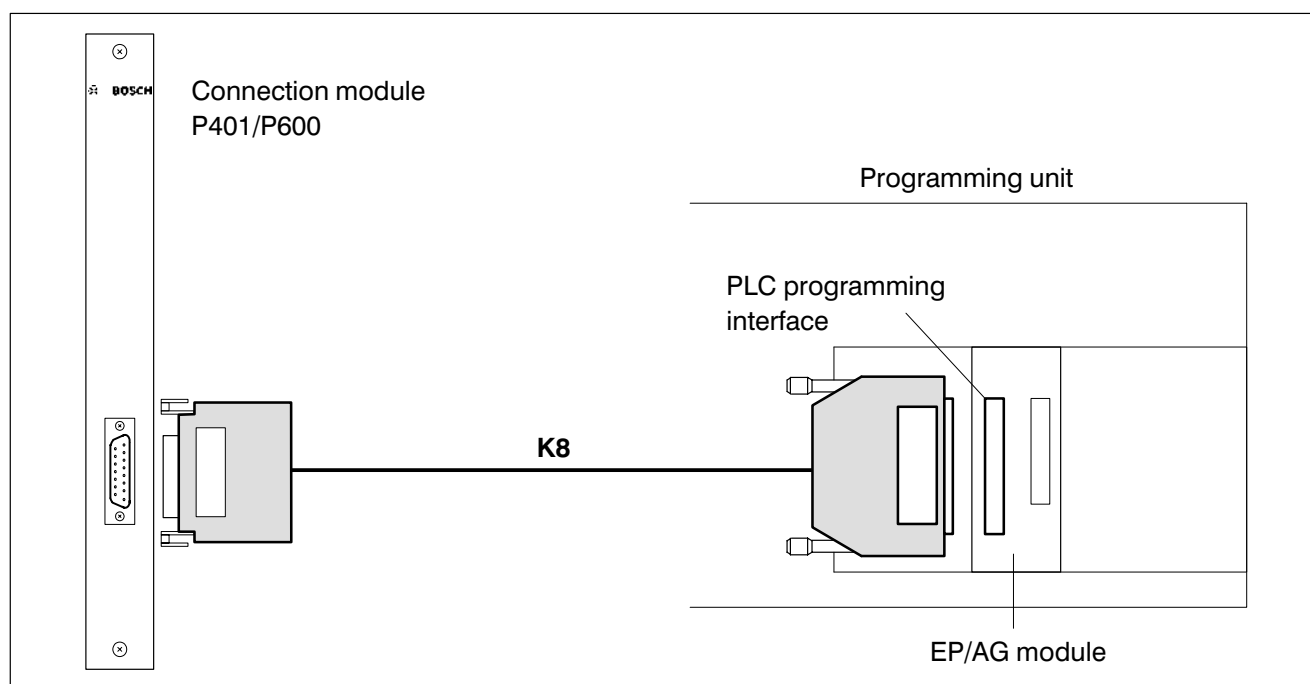 BOSCH
Connection module
P401/P600
Programming unit
PLC programming
interface
K8
EP/AG module